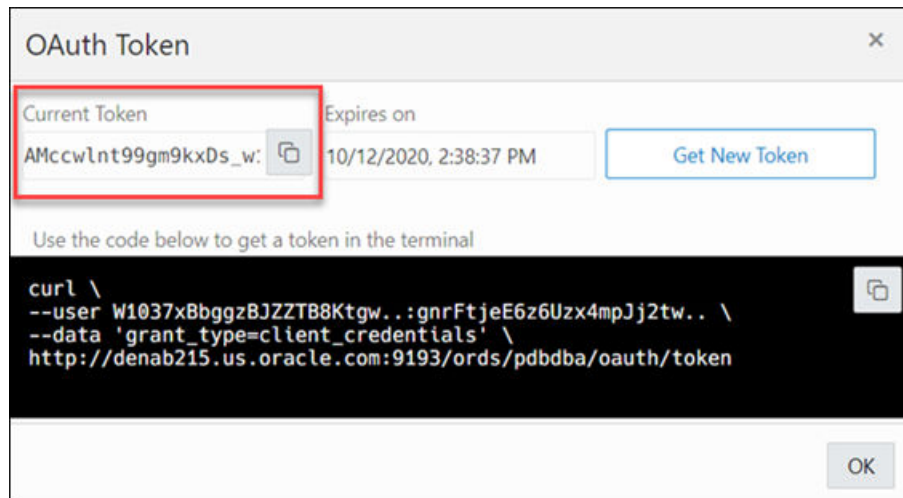 OAuth Token
Current Token
Expires on
AMccwlnt99gm9kxDs_w:
10/12/2020, 2:38:37 PM
Get New Token
Use the code below to get a token in the terminal
curl \
--user W1037xBbggzBJZZTB8Ktgw..:gnrFtjeE6z6Uzx4mpJj2tw.. \
--data 'grant_type=client_credentials' \
http://denab215.us.oracle.com:9193/ords/pdbdba/oauth/token
OK